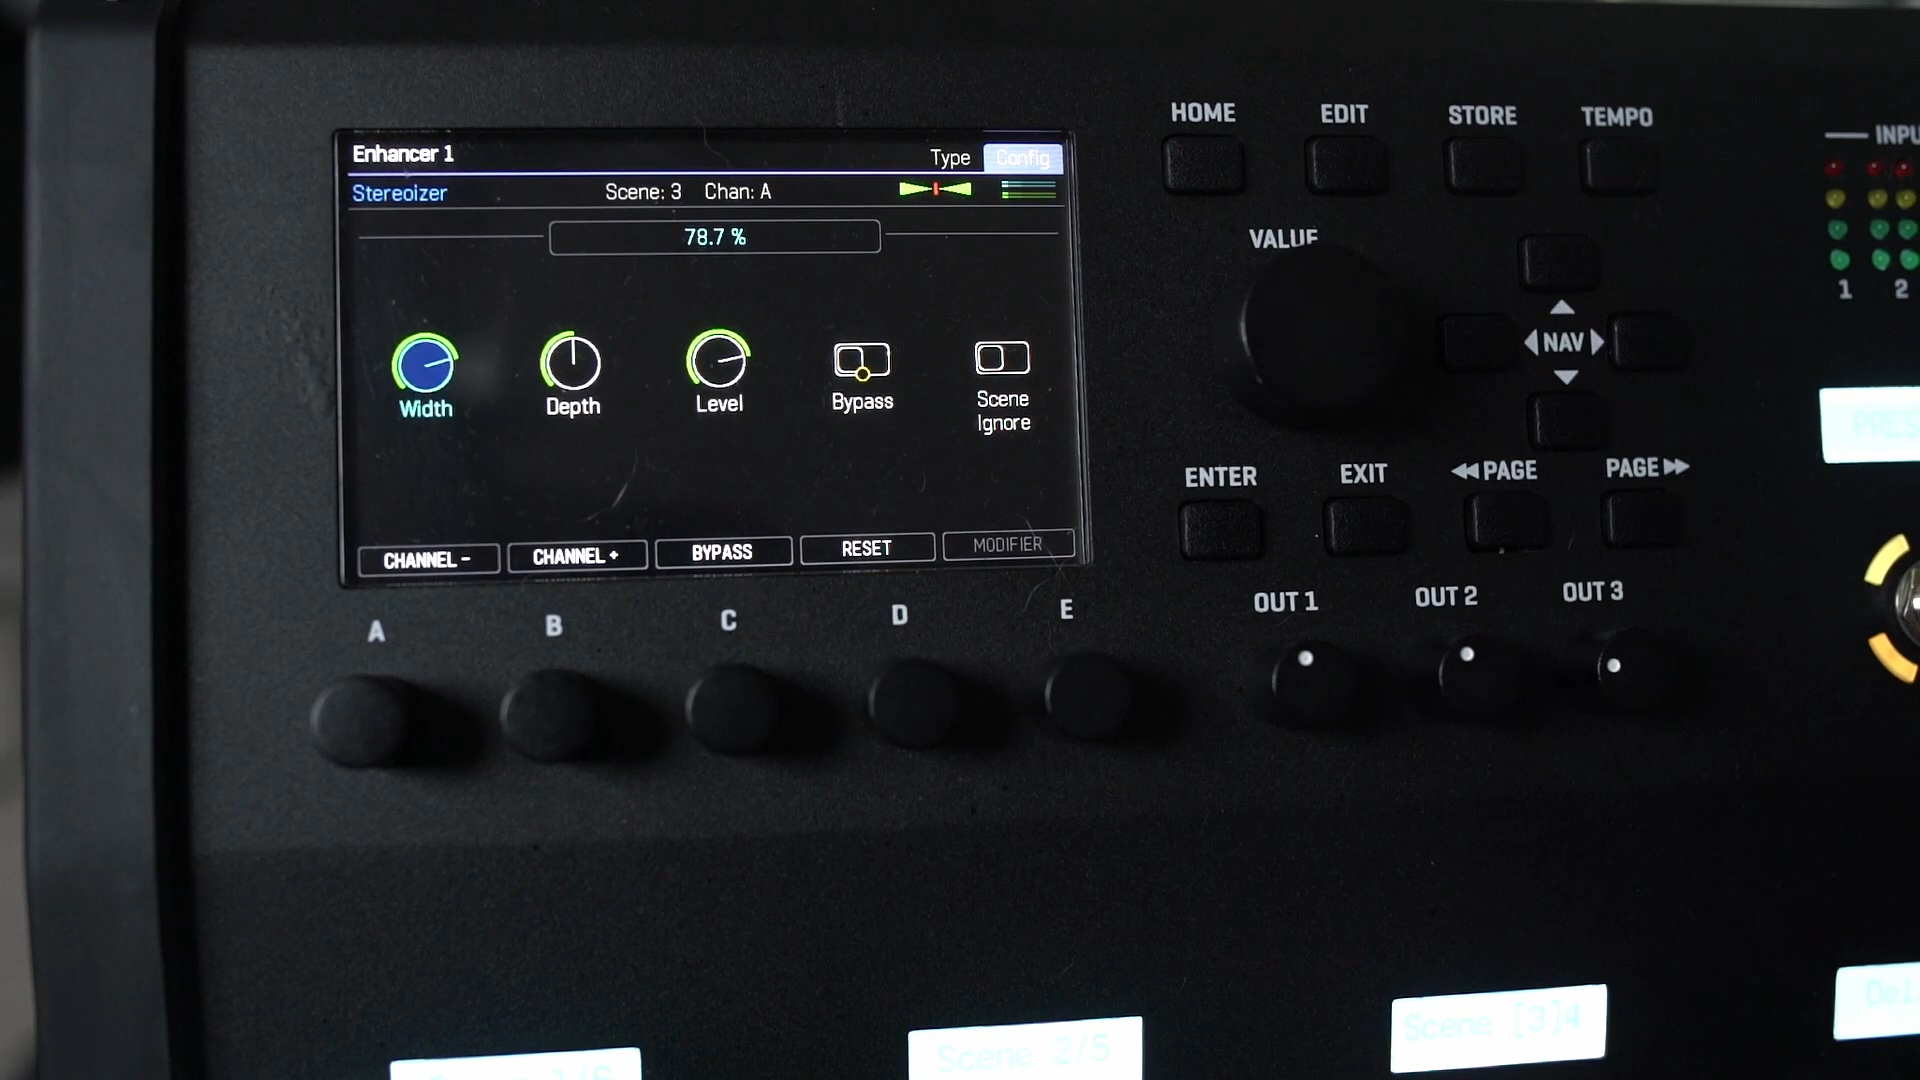 Enhancer 1
Type Config
Stereoizer Scene: 3 Chan: A
78.7 %
Width Depth Level Bypass Scene Ignore
CHANNEL - CHANNEL + BYPASS RESET MODIFIER
A B C D E
HOME EDIT STORE TEMPO
VALUE
NAV
ENTER EXIT PAGE PAGE
OUT 1 OUT 2 OUT 3
1 2
Scene 2/5
Scene [3]4